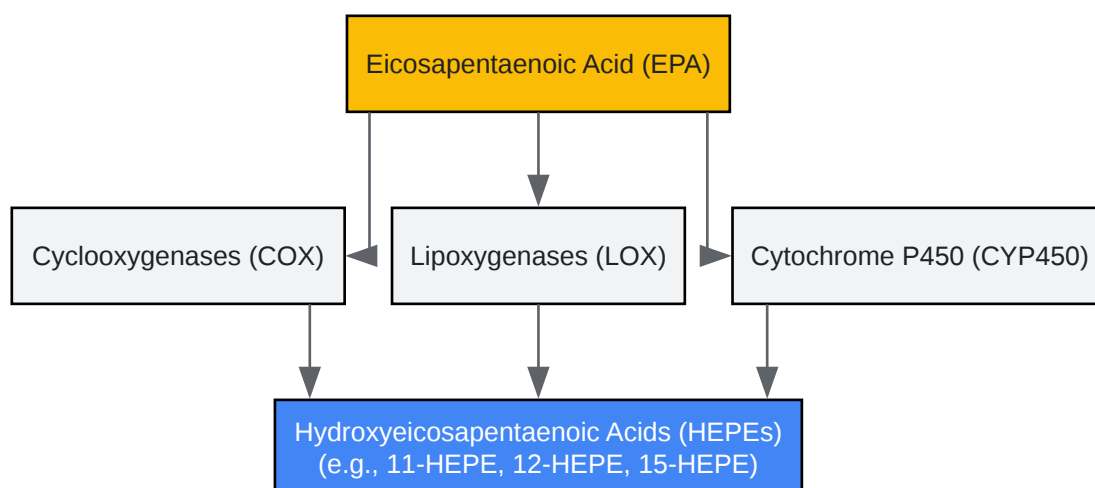 Eicosapentaenoic Acid (EPA)
Cyclooxygenases (COX)
Lipoxygenases (LOX)
Cytochrome P450 (CYP450)
Hydroxyeicosapentaenoic Acids (HEPEs)
(e.g., 11-HEPE, 12-HEPE, 15-HEPE)